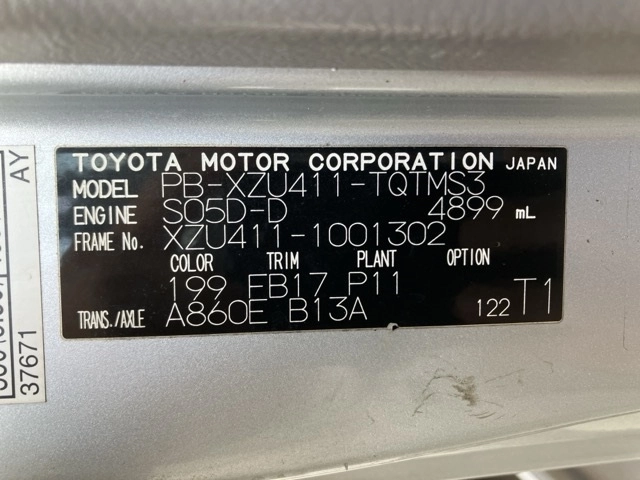 TOYOTA MOTOR CORPORATION JAPAN
MODEL PB-XZU411-TQTMS3
ENGINE S05D-D 4899 mL
FRAME No. XZU411-1001302
COLOR TRIM PLANT OPTION
199 FB17 P11
TRANS./AXLE A860E B13A 122 T1
AY
37671